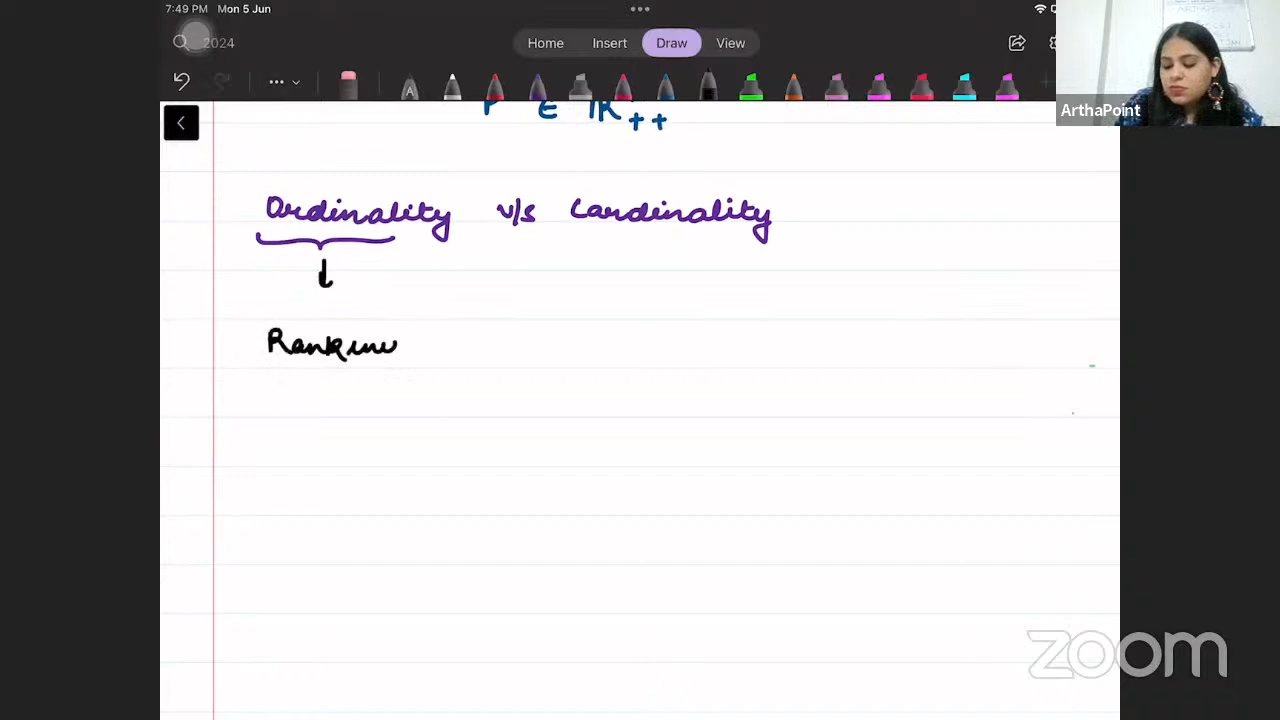 7:49 PM Mon 5 Jun
2024
Home Insert Draw View
ArthaPoint
P ∈ ℝ++
Ordinality v/s Cardinality
Ranking
zoom